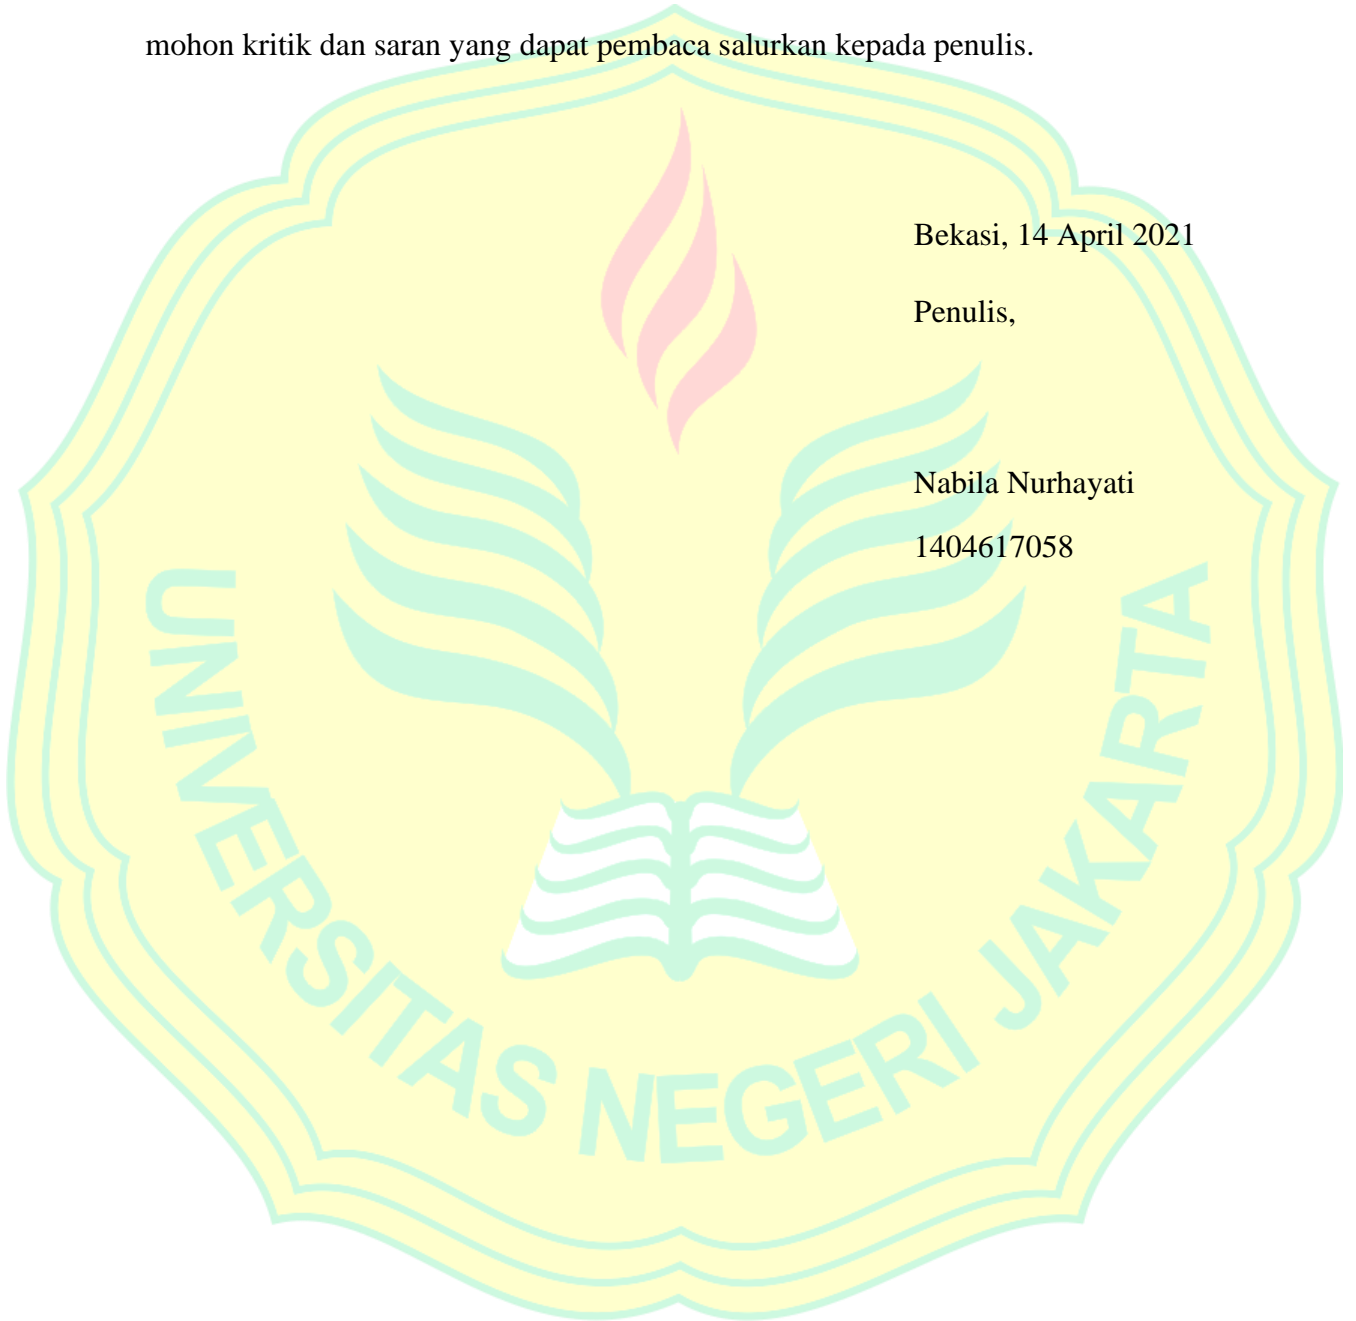 mohon kritik dan saran yang dapat pembaca salurkan kepada penulis.
Bekasi, 14 April 2021
Penulis,
Nabila Nurhayati
1404617058
UNIVERSITAS NEGERI JAKARTA